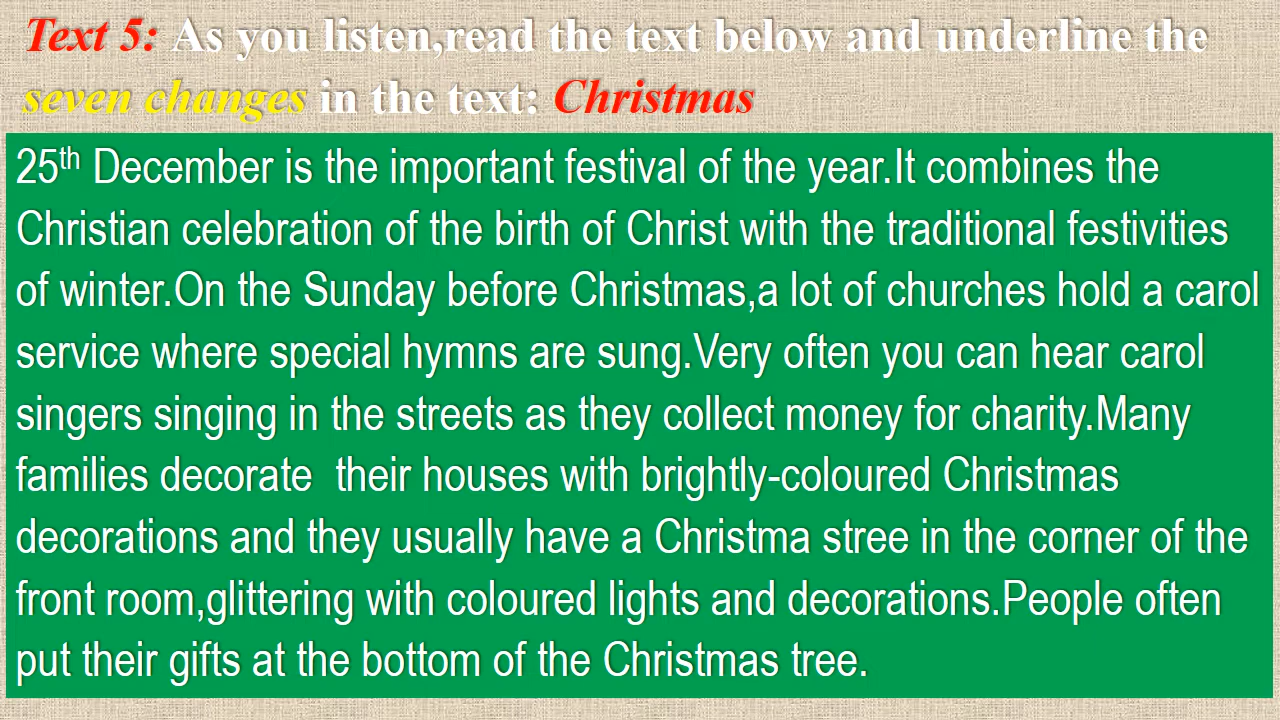 Text 5: As you listen,read the text below and underline the
seven changes in the text: Christmas
25th December is the important festival of the year.It combines the
Christian celebration of the birth of Christ with the traditional festivities
of winter.On the Sunday before Christmas,a lot of churches hold a carol
service where special hymns are sung.Very often you can hear carol
singers singing in the streets as they collect money for charity.Many
families decorate  their houses with brightly-coloured Christmas
decorations and they usually have a Christma stree in the corner of the
front room,glittering with coloured lights and decorations.People often
put their gifts at the bottom of the Christmas tree.